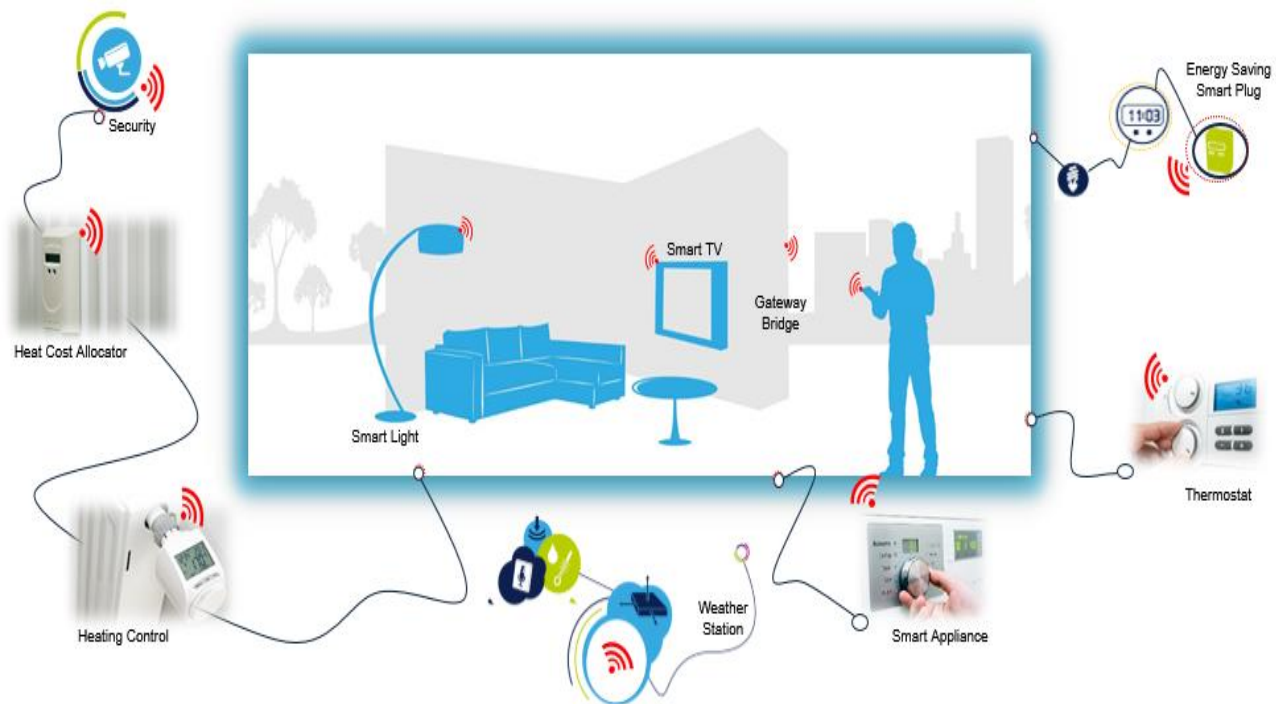 Security
Energy Saving
Smart Plug
11:03
Smart TV
Gateway
Bridge
Heat Cost Allocator
Smart Light
Thermostat
Weather
Station
Heating Control
Smart Appliance